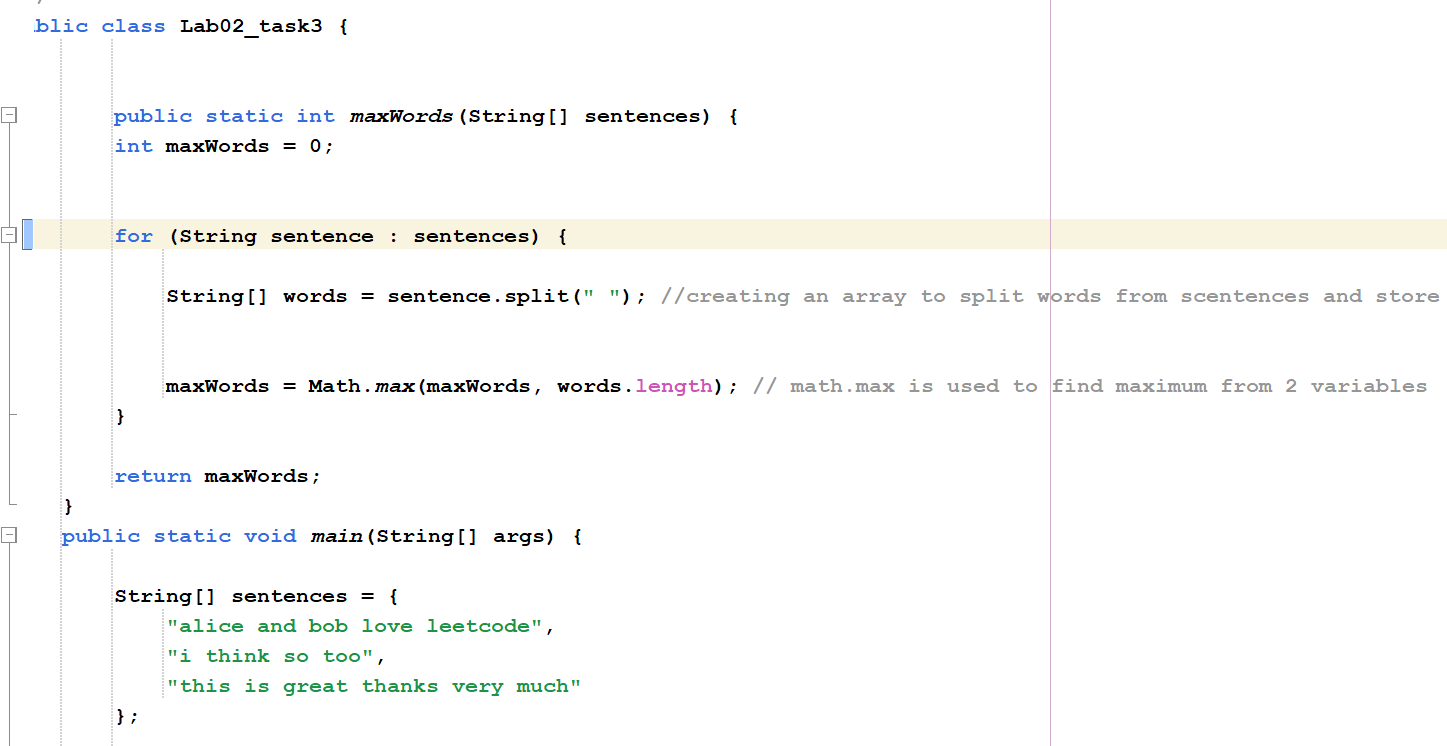 blic class Lab02_task3 {
public static int maxWords(String[] sentences) {
int maxWords = 0;
for (String sentence : sentences) {
String[] words = sentence.split(" "); //creating an array to split words from scentences and store
maxWords = Math.max(maxWords, words.length); // math.max is used to find maximum from 2 variables
}
return maxWords;
}
public static void main(String[] args) {
String[] sentences = {
"alice and bob love leetcode",
"i think so too",
"this is great thanks very much"
};